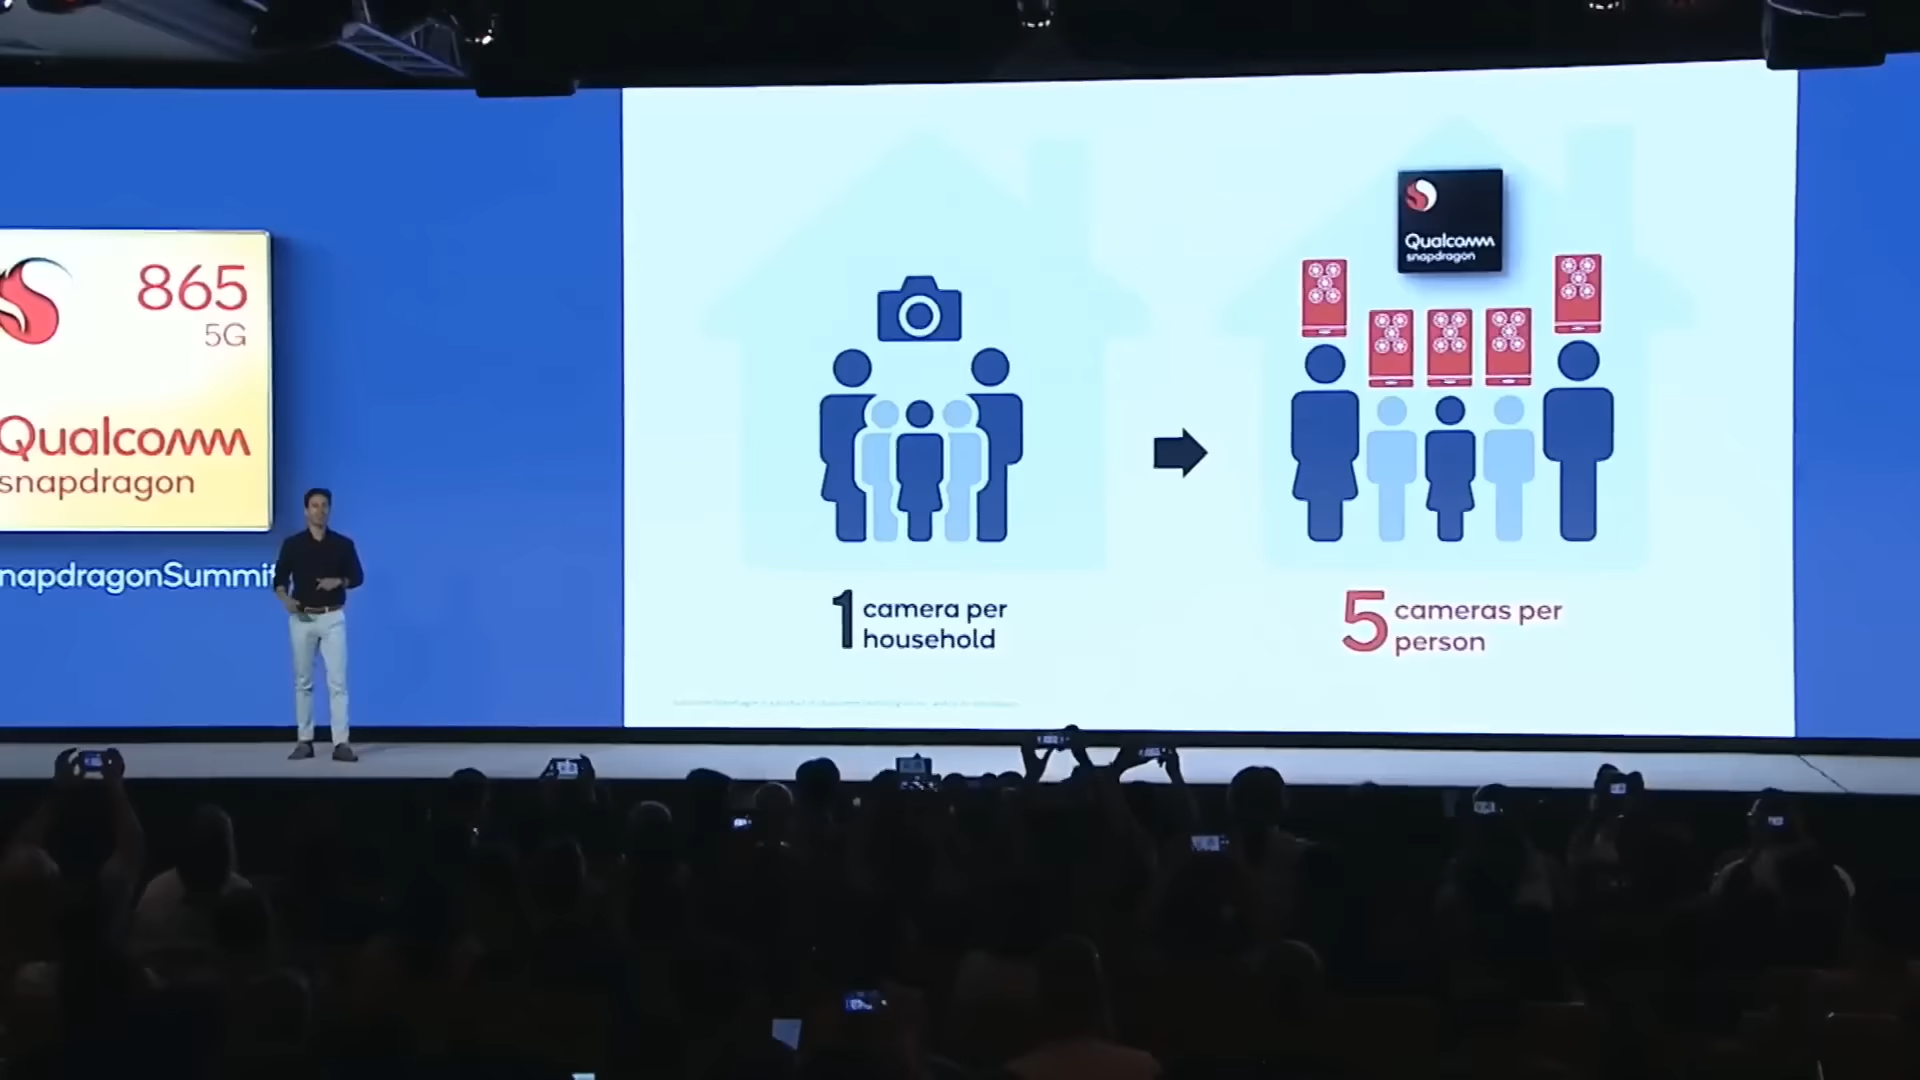 865
5G
Qualcomm
snapdragon
napdragonSummit
1 camera per
household
Qualcomm
snapdragon
5 cameras per
person